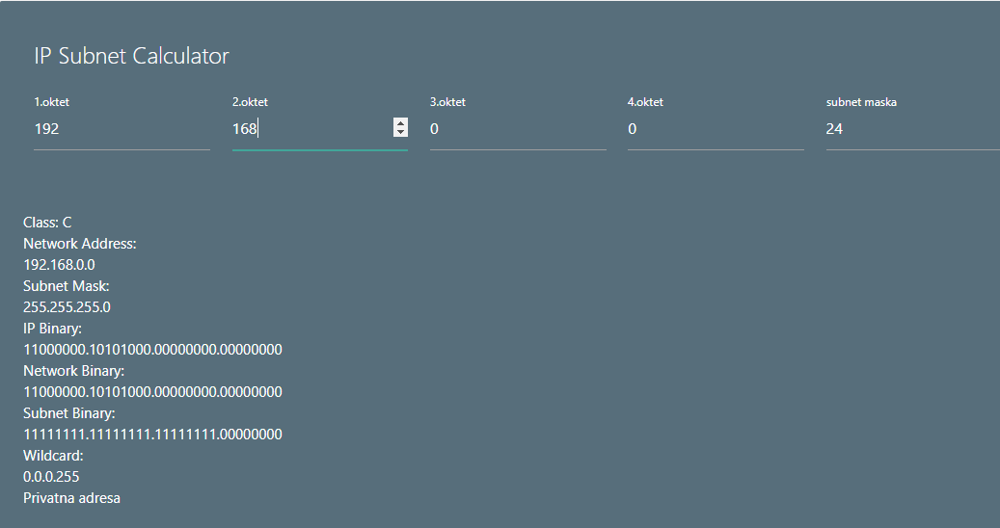 IP Subnet Calculator
1.oktet 2.oktet 3.oktet 4.oktet subnet maska
192 168 0 0 24
Class: C
Network Address:
192.168.0.0
Subnet Mask:
255.255.255.0
IP Binary:
11000000.10101000.00000000.00000000
Network Binary:
11000000.10101000.00000000.00000000
Subnet Binary:
11111111.11111111.11111111.00000000
Wildcard:
0.0.0.255
Privatna adresa